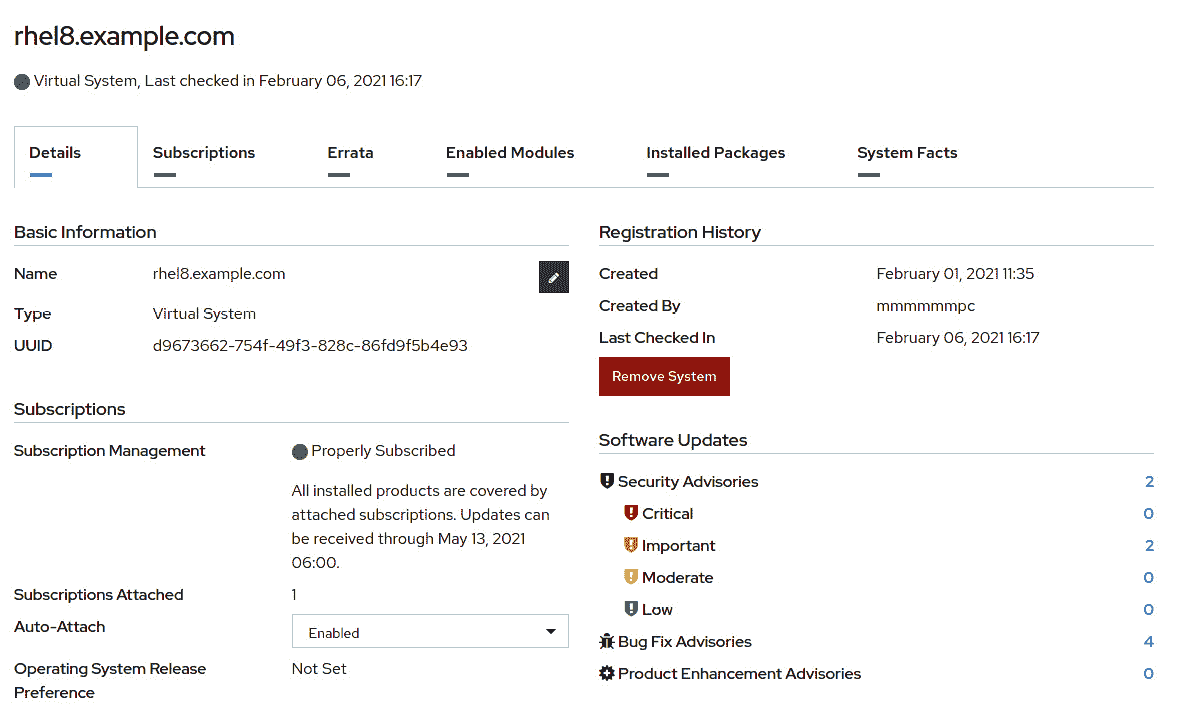 rhel8.example.com
Virtual System, Last checked in February 06, 2021 16:17
Details Subscriptions Errata Enabled Modules Installed Packages System Facts
Basic Information
Name rhel8.example.com
Type Virtual System
UUID d9673662-754f-49f3-828c-86fd9f5b4e93
Subscriptions
Subscription Management Properly Subscribed
All installed products are covered by
attached subscriptions. Updates can
be received through May 13, 2021
06:00.
Subscriptions Attached 1
Auto-Attach Enabled
Operating System Release Not Set
Preference
Registration History
Created February 01, 2021 11:35
Created By mmmmmmpc
Last Checked In February 06, 2021 16:17
Remove System
Software Updates
Security Advisories 2
Critical 0
Important 2
Moderate 0
Low 0
Bug Fix Advisories 4
Product Enhancement Advisories 0